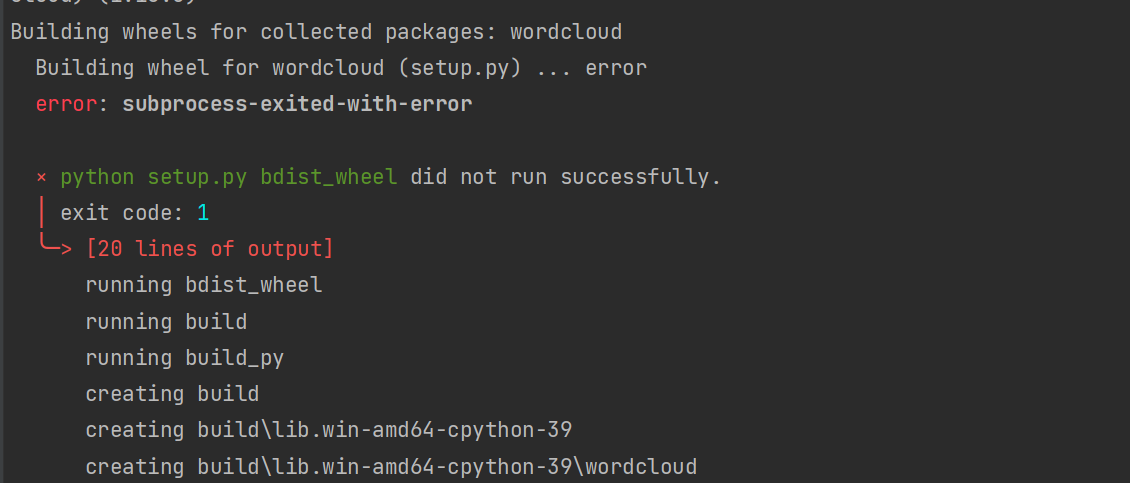 Building wheels for collected packages: wordcloud
Building wheel for wordcloud (setup.py) ... error
error: subprocess-exited-with-error
× python setup.py bdist_wheel did not run successfully.
│ exit code: 1
╰─> [20 lines of output]
running bdist_wheel
running build
running build_py
creating build
creating build\lib.win-amd64-cpython-39
creating build\lib.win-amd64-cpython-39\wordcloud